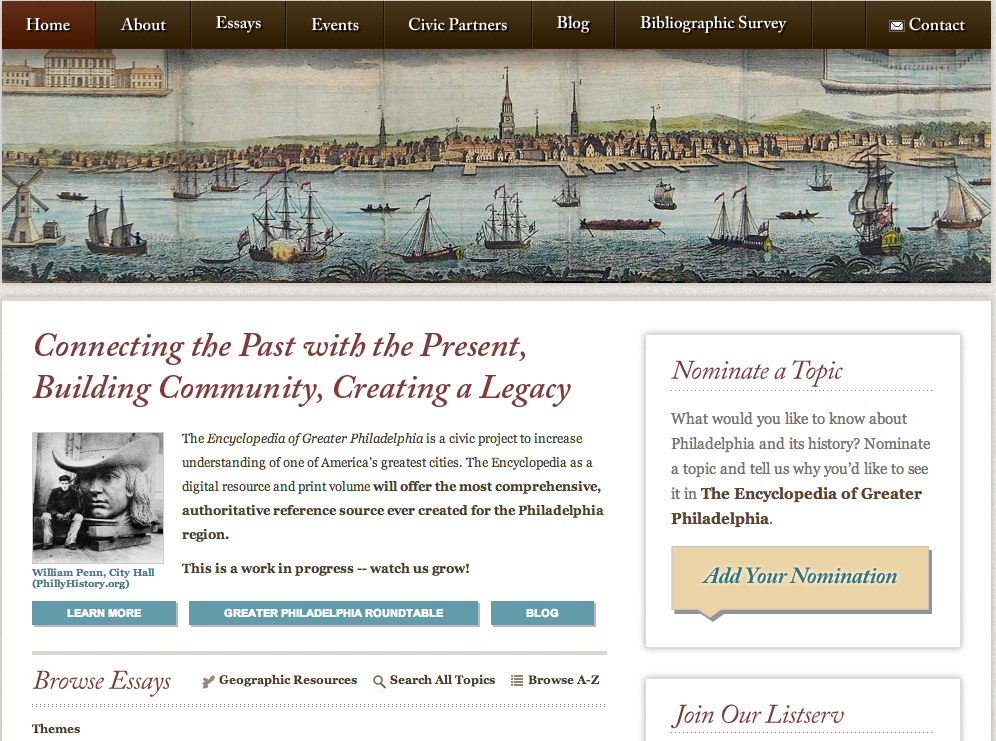 Home About Essays Events Civic Partners Blog Bibliographic Survey Contact
Connecting the Past with the Present,
Building Community, Creating a Legacy
The Encyclopedia of Greater Philadelphia is a civic project to increase
understanding of one of America's greatest cities. The Encyclopedia as a
digital resource and print volume will offer the most comprehensive,
authoritative reference source ever created for the Philadelphia
region.
This is a work in progress -- watch us grow!
William Penn, City Hall
(PhillyHistory.org)
LEARN MORE GREATER PHILADELPHIA ROUNDTABLE BLOG
Browse Essays Geographic Resources Search All Topics Browse A-Z
Themes
Nominate a Topic
What would you like to know about
Philadelphia and its history? Nominate
a topic and tell us why you'd like to see
it in The Encyclopedia of Greater
Philadelphia.
Add Your Nomination
Join Our Listserv